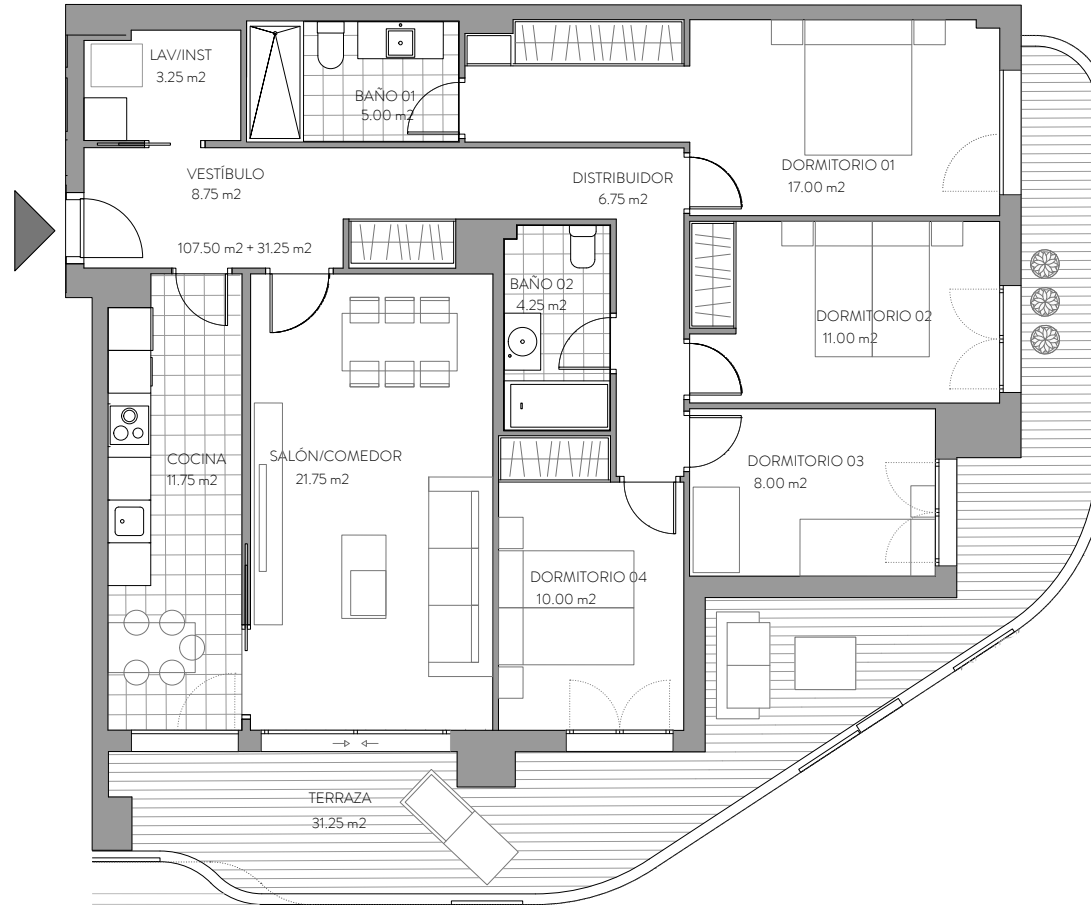 LAV/INST
3.25 m2
BAÑO 01
5.00 m2
DORMITORIO 01
17.00 m2
VESTÍBULO
8.75 m2
DISTRIBUIDOR
6.75 m2
107.50 m2 + 31.25 m2
BAÑO 02
4.25 m2
DORMITORIO 02
11.00 m2
COCINA
11.75 m2
SALÓN/COMEDOR
21.75 m2
DORMITORIO 03
8.00 m2
DORMITORIO 04
10.00 m2
TERRAZA
31.25 m2